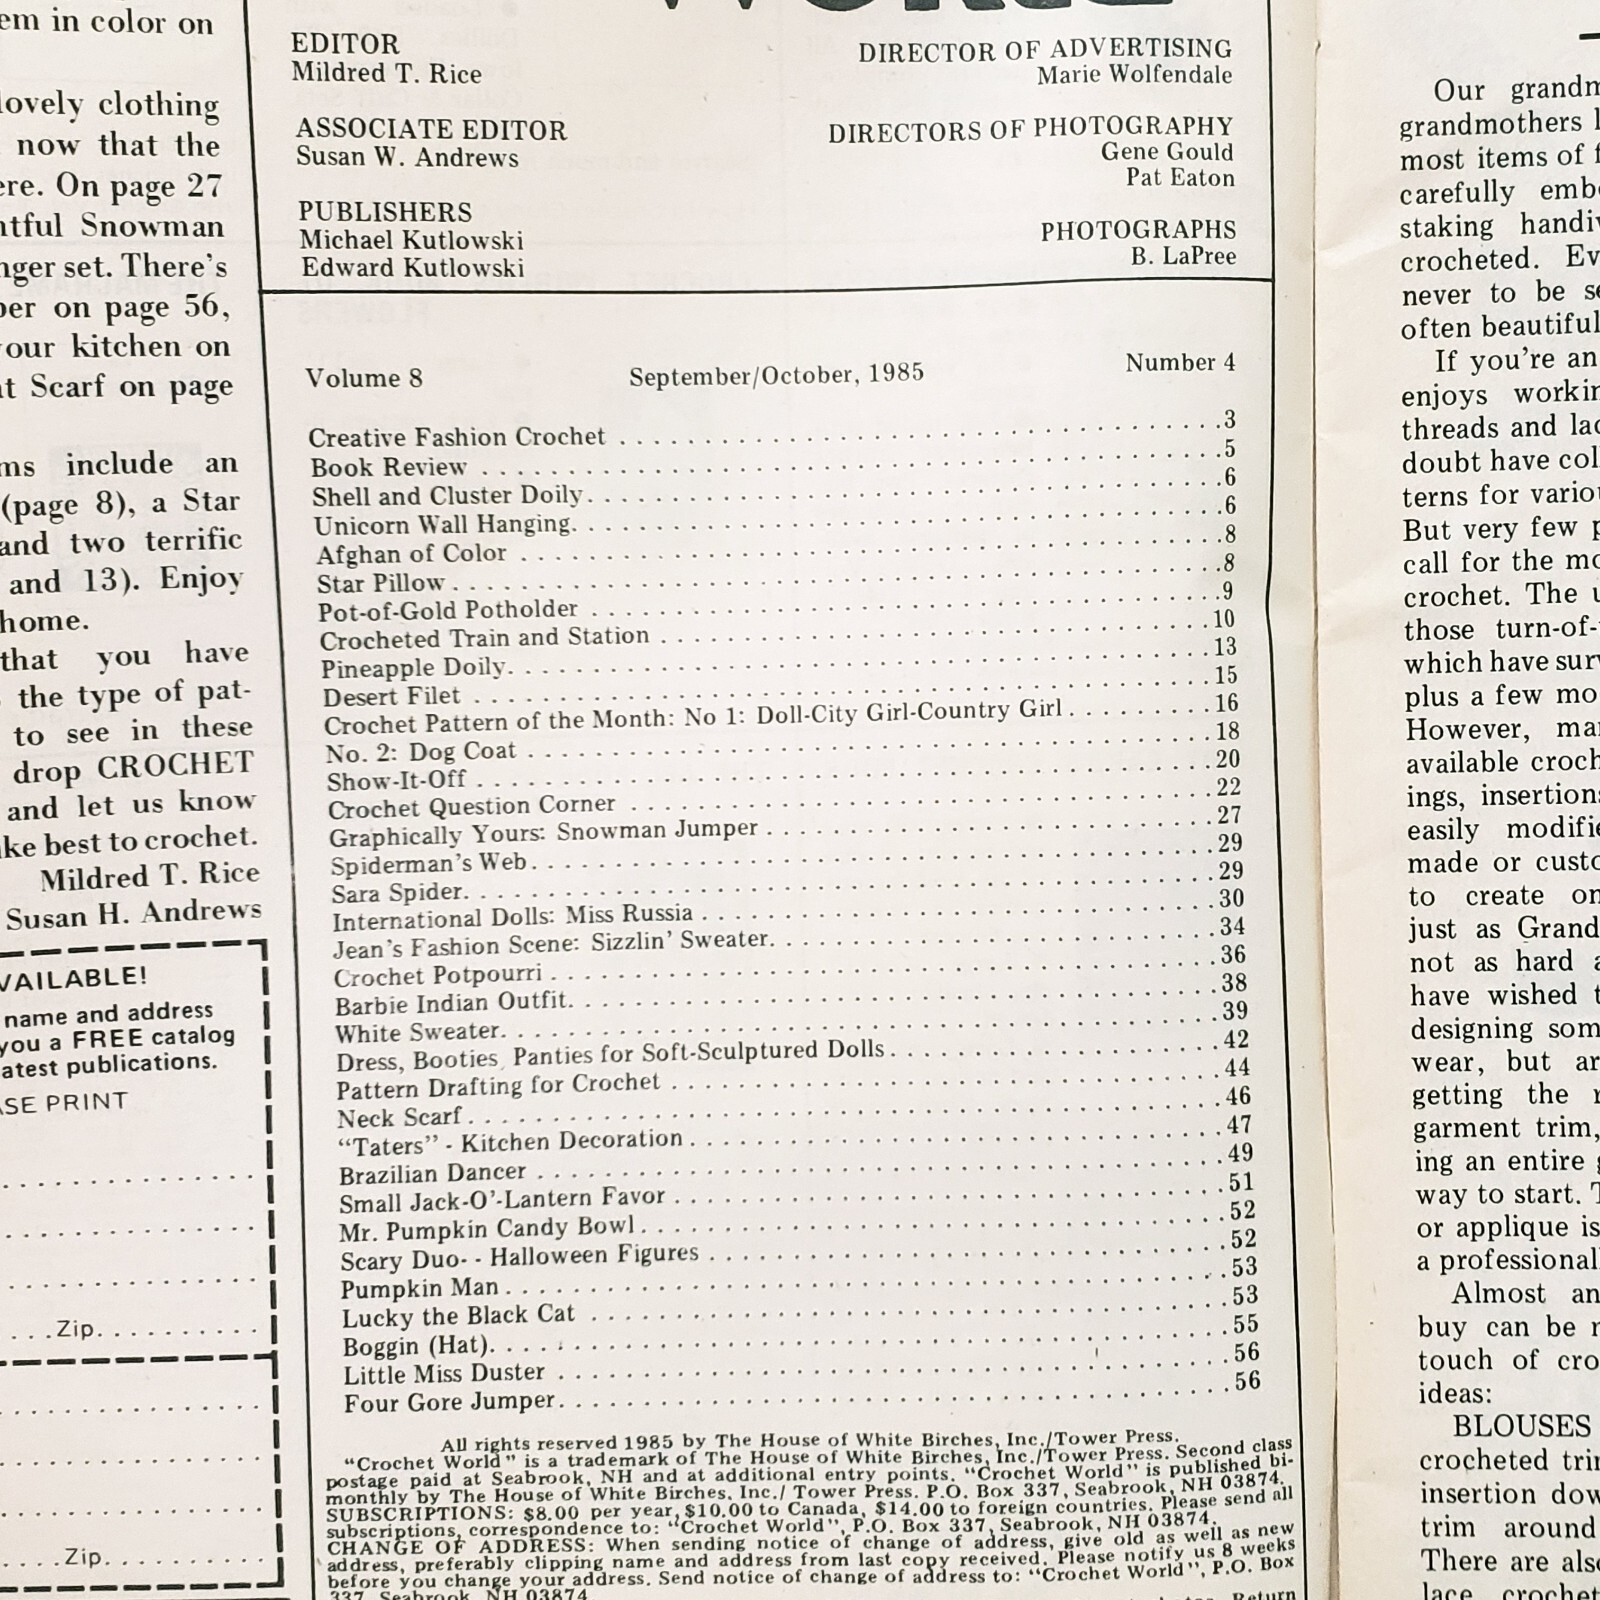 em in color on
lovely clothing
now that the
ere. On page 27
htful Snowman
nger set. There's
per on page 56,
your kitchen on
at Scarf on page
ms include an
(page 8), a Star
and two terrific
and 13). Enjoy
home.
that you have
the type of pat-
to see in these
drop CROCHET
and let us know
ike best to crochet.
Mildred T. Rice
Susan H. Andrews
VAILABLE!
name and address
you a FREE catalog
atest publications.
ASE PRINT
...Zip..........
....Zip..........
World
EDITOR
Mildred T. Rice
ASSOCIATE EDITOR
Susan W. Andrews
PUBLISHERS
Michael Kutlowski
Edward Kutlowski
DIRECTOR OF ADVERTISING
Marie Wolfendale
DIRECTORS OF PHOTOGRAPHY
Gene Gould
Pat Eaton
PHOTOGRAPHS
B. LaPree
Volume 8 September/October, 1985 Number 4
Creative Fashion Crochet . . . . . 3
Book Review . . . . . 5
Shell and Cluster Doily. . . . . 6
Unicorn Wall Hanging. . . . . 6
Afghan of Color . . . . . 8
Star Pillow . . . . . 8
Pot-of-Gold Potholder . . . . . 9
Crocheted Train and Station . . . . . 10
Pineapple Doily. . . . . 13
Desert Filet . . . . . 15
Crochet Pattern of the Month: No 1: Doll-City Girl-Country Girl . . . . . 16
No. 2: Dog Coat . . . . . 18
Show-It-Off . . . . . 20
Crochet Question Corner . . . . . 22
Graphically Yours: Snowman Jumper . . . . . 27
Spiderman's Web. . . . . 29
Sara Spider. . . . . 29
International Dolls: Miss Russia . . . . . 30
Jean's Fashion Scene: Sizzlin' Sweater. . . . . 34
Crochet Potpourri . . . . . 36
Barbie Indian Outfit. . . . . 38
White Sweater. . . . . 39
Dress, Booties, Panties for Soft-Sculptured Dolls . . . . . 42
Pattern Drafting for Crochet . . . . . 44
Neck Scarf . . . . . 46
"Taters" - Kitchen Decoration . . . . . 47
Brazilian Dancer . . . . . 49
Small Jack-O'-Lantern Favor . . . . . 51
Mr. Pumpkin Candy Bowl . . . . . 52
Scary Duo- - Halloween Figures . . . . . 52
Pumpkin Man . . . . . 53
Lucky the Black Cat . . . . . 53
Boggin (Hat). . . . . 55
Little Miss Duster . . . . . 56
Four Gore Jumper. . . . . 56
All rights reserved 1985 by The House of White Birches, Inc./Tower Press.
"Crochet World" is a trademark of The House of White Birches, Inc./Tower Press. Second class
postage paid at Seabrook, NH and at additional entry points. "Crochet World" is published bi-
monthly by The House of White Birches, Inc./ Tower Press. P.O. Box 337, Seabrook, NH 03874.
SUBSCRIPTIONS: $8.00 per year, $10.00 to Canada, $14.00 to foreign countries. Please send all
subscriptions, correspondence to: "Crochet World", P.O. Box 337, Seabrook, NH 03874.
CHANGE OF ADDRESS: When sending notice of change of address, give old as well as new
address, preferably clipping name and address from last copy received. Please notify us 8 weeks
before you change your address. Send notice of change of address to: "Crochet World", P.O. Box
337, Seabrook, NH 03874.
Return
Our grandm
grandmothers l
most items of f
carefully embe
staking handiw
crocheted. Ev
never to be se
often beautiful
If you're an
enjoys workin
threads and lac
doubt have coll
terns for variou
But very few p
call for the mo
crochet. The u
those turn-of-
which have surv
plus a few mo
However, ma
available croch
ings, insertions
easily modifie
made or custo
to create on
just as Grand
not as hard a
have wished t
designing som
wear, but ar
getting the r
garment trim,
ing an entire g
way to start. T
or applique is
a professional
Almost an
buy can be m
touch of cro
ideas:
BLOUSES
crocheted trim
insertion dow
trim around
There are also
lace crochet